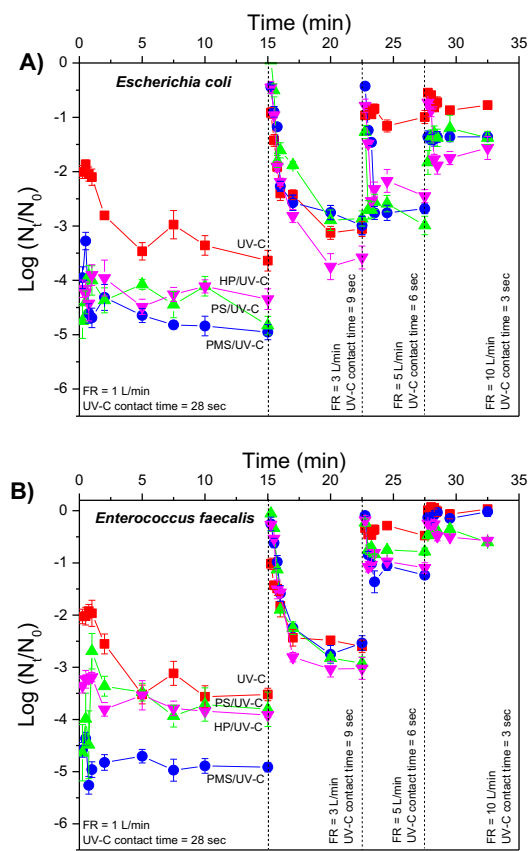 Time (min)
0 5 10 15 20 25 30 35
A)
Escherichia coli
0
-1
-2
-3
-4
-5
-6
Log (Nt/N0)
UV-C
HP/UV-C
PS/UV-C
PMS/UV-C
FR = 1 L/min
UV-C contact time = 28 sec
FR = 3 L/min
UV-C contact time = 9 sec
FR = 5 L/min
UV-C contact time = 6 sec
FR = 10 L/min
UV-C contact time = 3 sec
Time (min)
0 5 10 15 20 25 30 35
B)
Enterococcus faecalis
0
-1
-2
-3
-4
-5
-6
Log (Nt/N0)
UV-C
PS/UV-C
HP/UV-C
PMS/UV-C
FR = 1 L/min
UV-C contact time = 28 sec
FR = 3 L/min
UV-C contact time = 9 sec
FR = 5 L/min
UV-C contact time = 6 sec
FR = 10 L/min
UV-C contact time = 3 sec